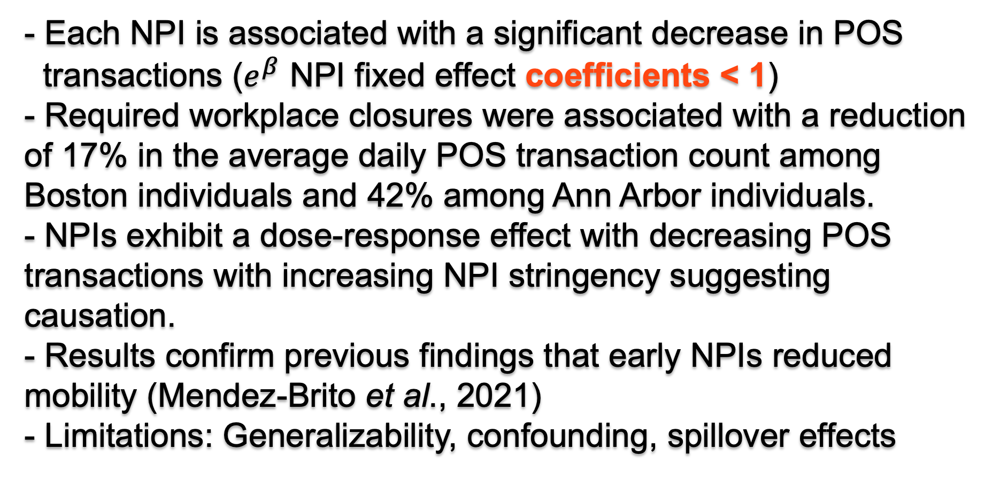 - Each NPI is associated with a significant decrease in POS
transactions (e^β NPI fixed effect coefficients < 1)
- Required workplace closures were associated with a reduction
of 17% in the average daily POS transaction count among
Boston individuals and 42% among Ann Arbor individuals.
- NPIs exhibit a dose-response effect with decreasing POS
transactions with increasing NPI stringency suggesting
causation.
- Results confirm previous findings that early NPIs reduced
mobility (Mendez-Brito et al., 2021)
- Limitations: Generalizability, confounding, spillover effects